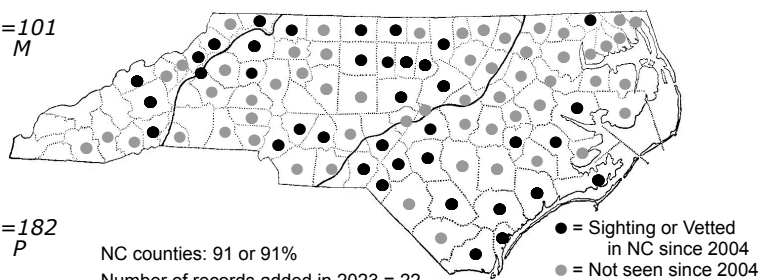 =101
M
=182
P
NC counties: 91 or 91%
Number of records added in 2023 = 22
● = Sighting or Vetted
in NC since 2004
● = Not seen since 2004